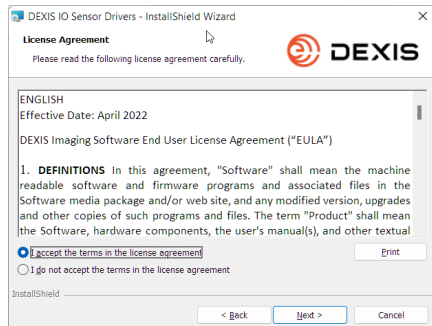 DEXIS IO Sensor Drivers - InstallShield Wizard
License Agreement
Please read the following license agreement carefully.
DEXIS
ENGLISH
Effective Date: April 2022
DEXIS Imaging Software End User License Agreement (“EULA”)
1. DEFINITIONS In this agreement, "Software" shall mean the machine
readable software and firmware programs and associated files in the
Software media package and/or web site, and any modified version, upgrades
and other copies of such programs and files. The term "Product" shall mean
the Software, hardware components, the user's manual(s), and other textual
I accept the terms in the license agreement
Print
I do not accept the terms in the license agreement
InstallShield
< Back
Next >
Cancel